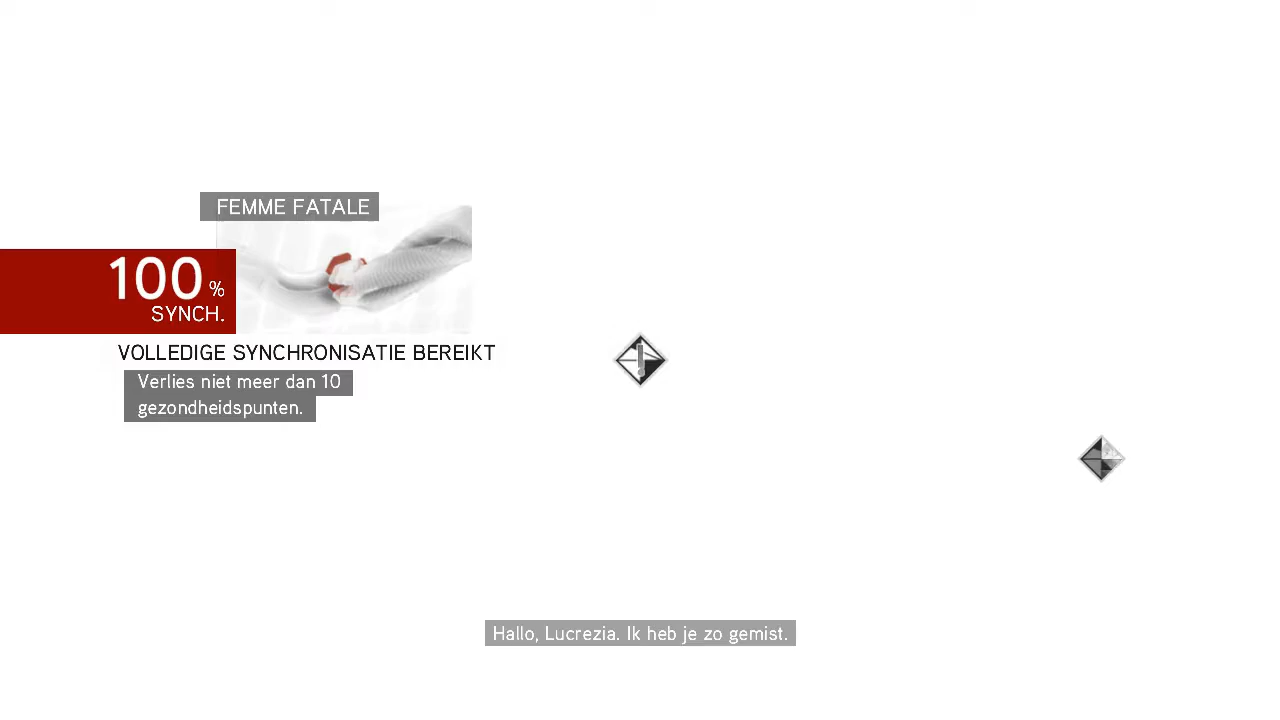 FEMME FATALE
100 %
SYNCH.
VOLLEDIGE SYNCHRONISATIE BEREIKT
Verlies niet meer dan 10
gezondheidspunten.
Hallo, Lucrezia. Ik heb je zo gemist.